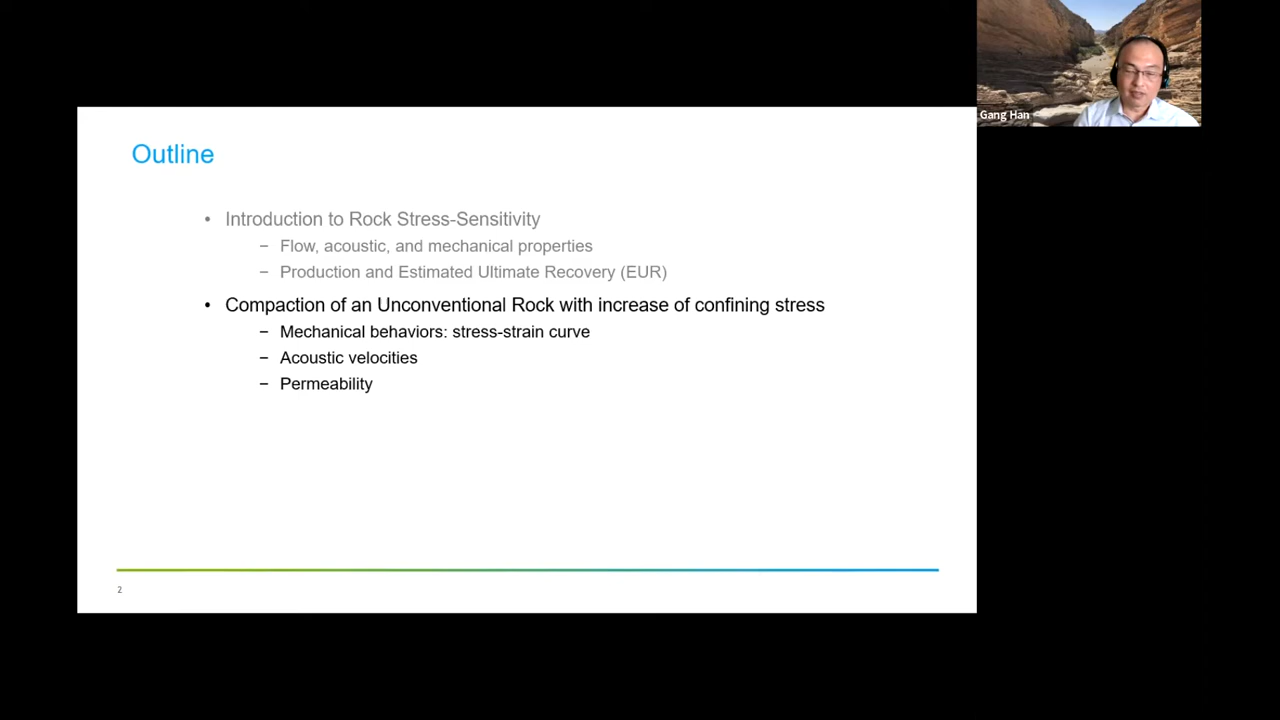 Gang Han
Outline
• Introduction to Rock Stress-Sensitivity
− Flow, acoustic, and mechanical properties
− Production and Estimated Ultimate Recovery (EUR)
• Compaction of an Unconventional Rock with increase of confining stress
− Mechanical behaviors: stress-strain curve
− Acoustic velocities
− Permeability
2